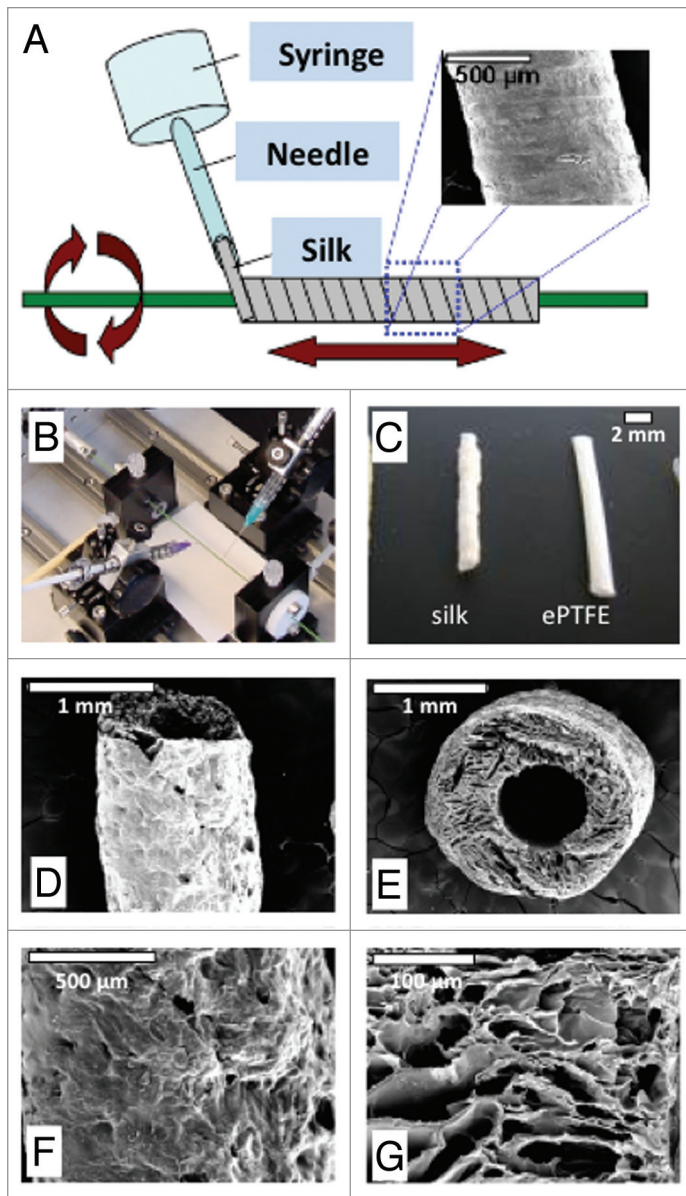 A
Syringe
500 µm
Needle
Silk
B
C
2 mm
silk
ePTFE
1 mm
1 mm
D
E
500 µm
100 µm
F
G